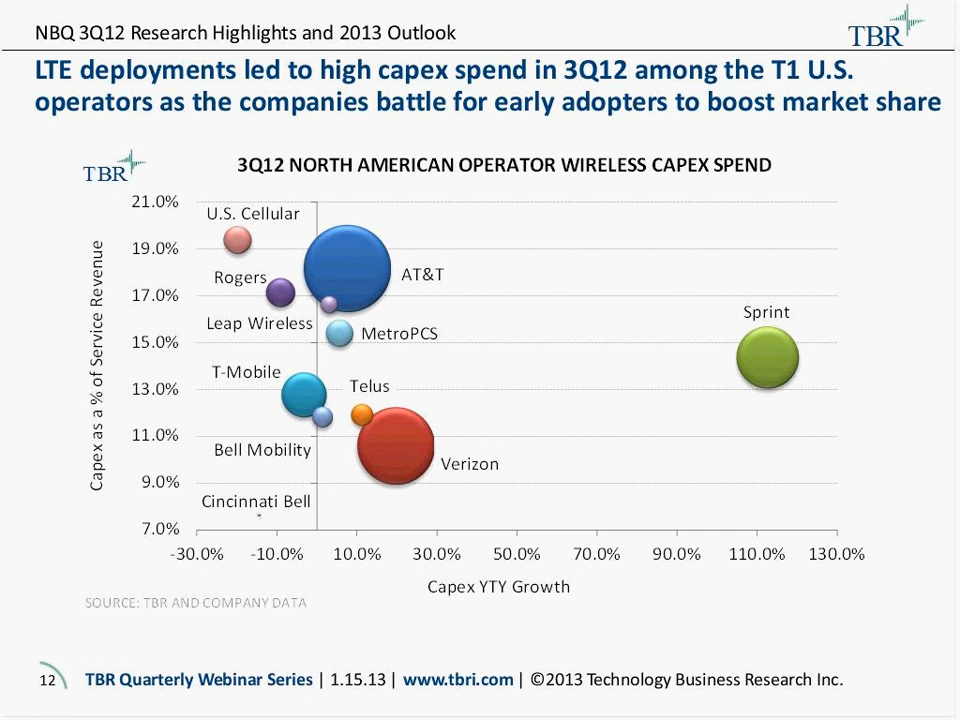 NBQ 3Q12 Research Highlights and 2013 Outlook
TBR
LTE deployments led to high capex spend in 3Q12 among the T1 U.S.
operators as the companies battle for early adopters to boost market share
TBR
3Q12 NORTH AMERICAN OPERATOR WIRELESS CAPEX SPEND
Capex as a % of Service Revenue
21.0%
19.0%
17.0%
15.0%
13.0%
11.0%
9.0%
7.0%
U.S. Cellular
Rogers
AT&T
Leap Wireless
MetroPCS
Sprint
T-Mobile
Telus
Bell Mobility
Verizon
Cincinnati Bell
-30.0% -10.0% 10.0% 30.0% 50.0% 70.0% 90.0% 110.0% 130.0%
Capex YTY Growth
SOURCE: TBR AND COMPANY DATA
12 TBR Quarterly Webinar Series | 1.15.13 | www.tbri.com | ©2013 Technology Business Research Inc.